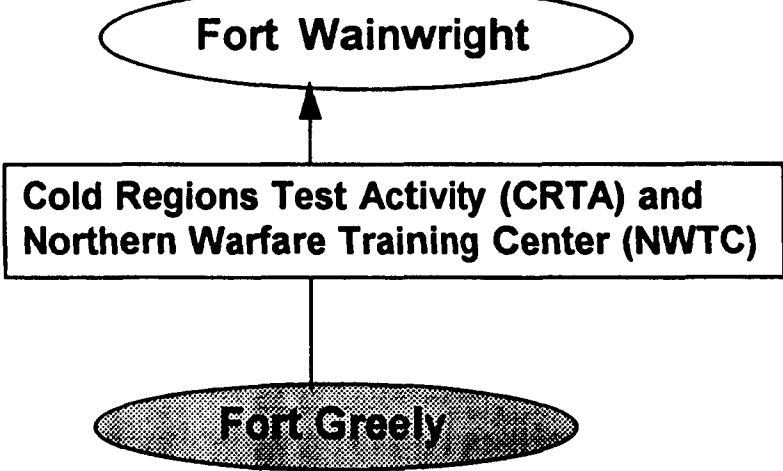 Fort Wainwright
Cold Regions Test Activity (CRTA) and
Northern Warfare Training Center (NWTC)
Fort Greely